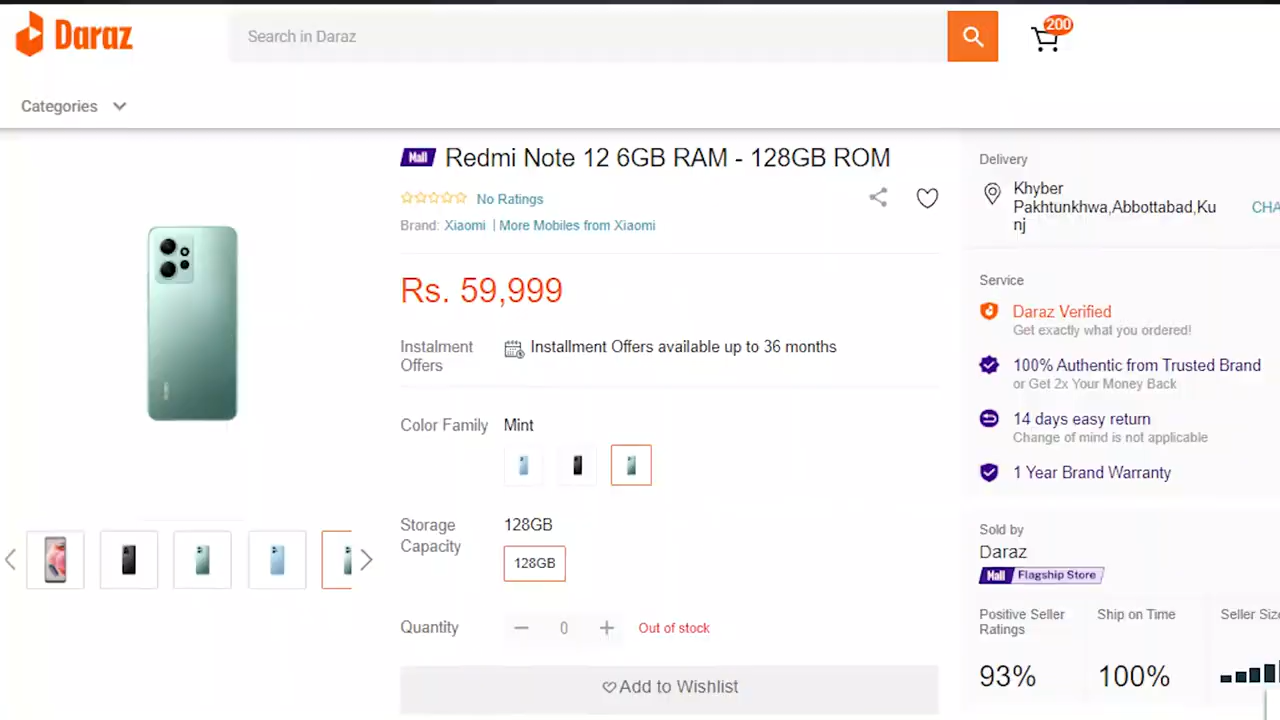 Daraz
Search in Daraz
200
Categories
Mall Redmi Note 12 6GB RAM - 128GB ROM
No Ratings
Brand: Xiaomi | More Mobiles from Xiaomi
Rs. 59,999
Instalment
Offers
Installment Offers available up to 36 months
Color Family Mint
Storage
Capacity
128GB
128GB
Quantity
0
Out of stock
Add to Wishlist
Delivery
Khyber
Pakhtunkhwa,Abbottabad,Ku
nj
CHA
Service
Daraz Verified
Get exactly what you ordered!
100% Authentic from Trusted Brand
or Get 2x Your Money Back
14 days easy return
Change of mind is not applicable
1 Year Brand Warranty
Sold by
Daraz
Mall Flagship Store
Positive Seller
Ratings
Ship on Time
Seller Size
93%
100%